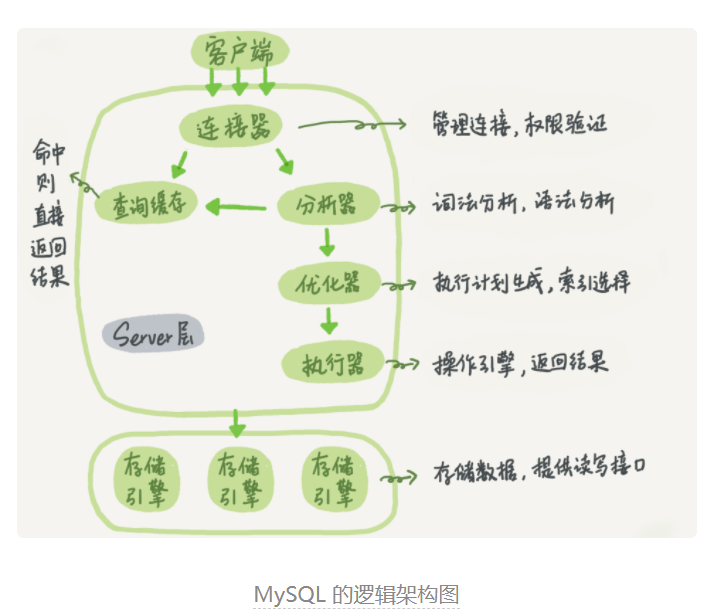 客户端
连接器
管理连接，权限验证
命中
则
直接
返回
结果
查询缓存
分析器
词法分析，语法分析
优化器
执行计划生成，索引选择
Server层
执行器
操作引擎，返回结果
存储
引擎
存储
引擎
存储
引擎
存储数据，提供读写接口
MySQL 的逻辑架构图